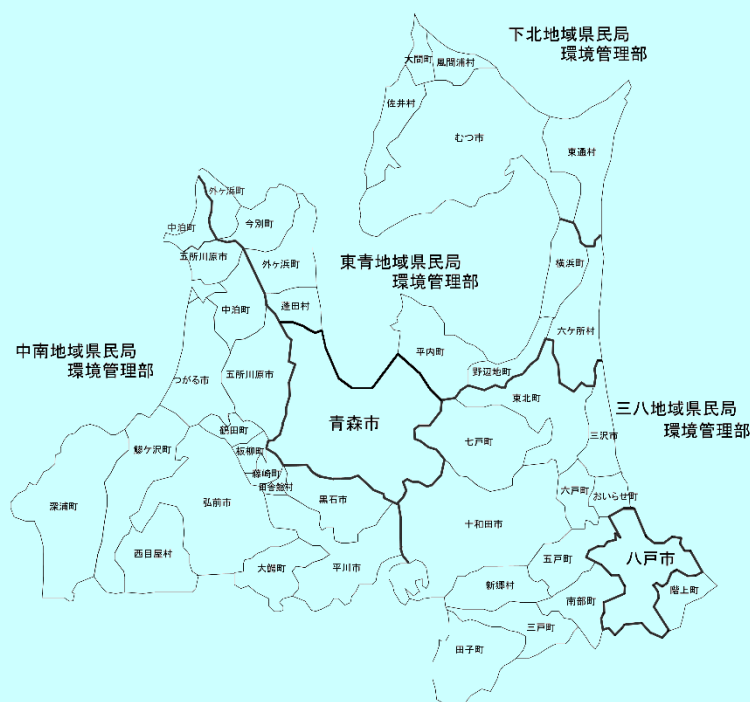 下北地域県民局
環境管理部
大間町
風間浦村
佐井村
むつ市
東通村
外ヶ浜町
中泊町
今別町
五所川原市
外ヶ浜町
東青地域県民局
環境管理部
横浜町
中泊町
蓬田村
六ケ所村
平内町
中南地域県民局
環境管理部
野辺地町
つがる市
五所川原市
東北町
三八地域県民局
環境管理部
青森市
鶴田町
七戸町
三沢市
鰺ケ沢町
板柳町
藤崎町
田舎館村
六戸町
おいらせ町
深浦町
弘前市
黒石市
十和田市
西目屋村
大鰐町
平川市
五戸町
八戸市
新郷村
階上町
南部町
三戸町
田子町